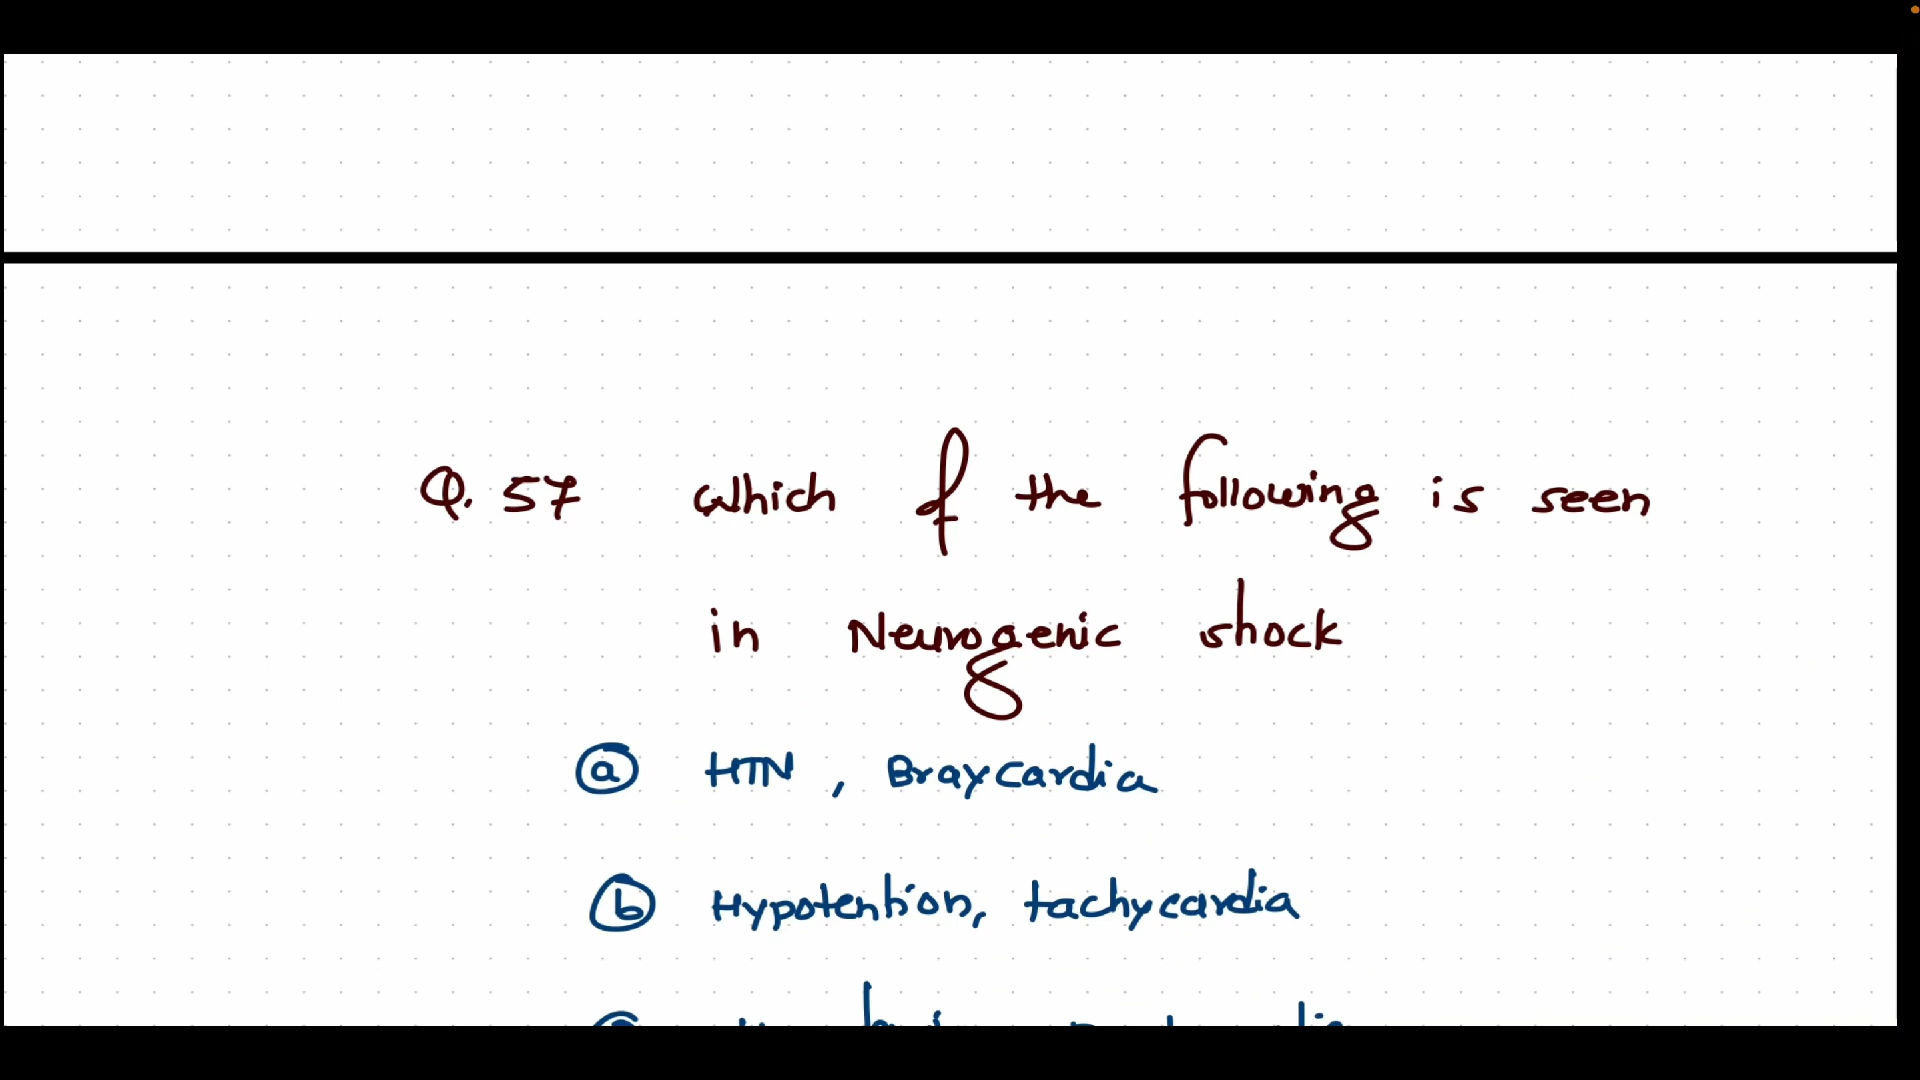 Q. 57 which of the following is seen
in Neurogenic shock
ⓐ HTN, Braycardia
ⓑ Hypotention, tachycardia